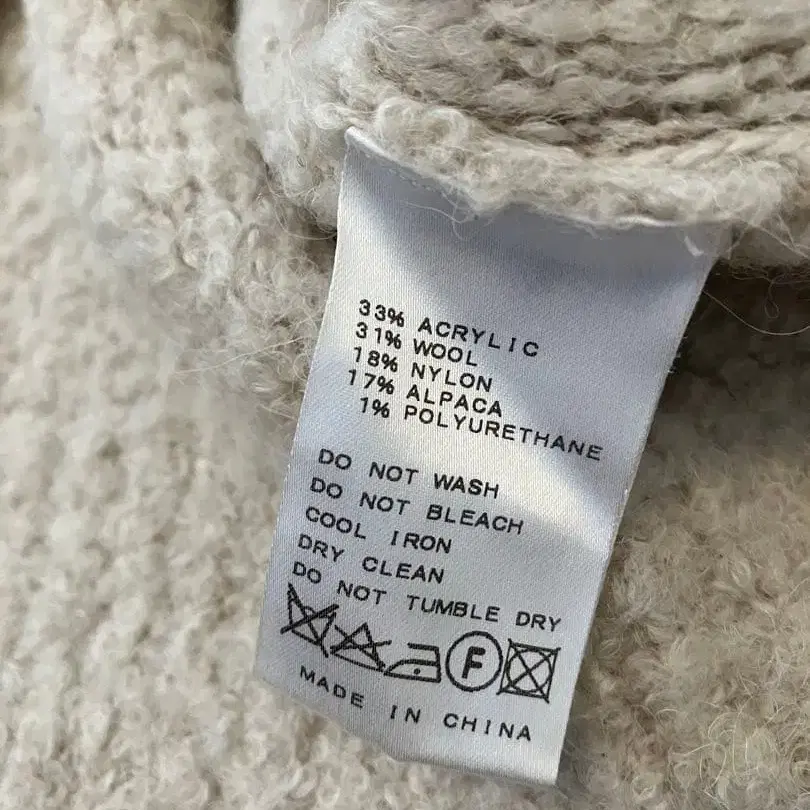 33% ACRYLIC
31% WOOL
18% NYLON
17% ALPACA
1% POLYURETHANE
DO NOT WASH
DO NOT BLEACH
COOL IRON
DRY CLEAN
DO NOT TUMBLE DRY
F
MADE IN CHINA